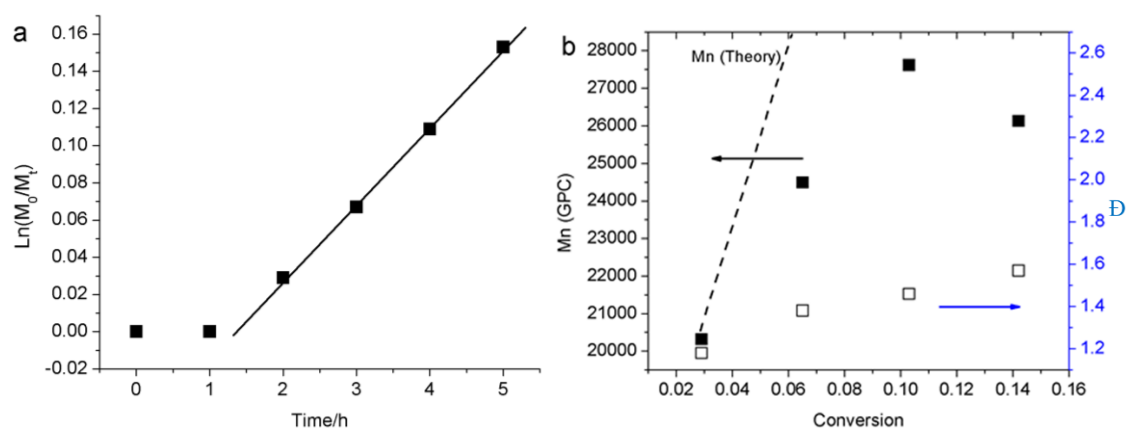 a
Ln(M₀/Mₜ)
0.16
0.14
0.12
0.10
0.08
0.06
0.04
0.02
0.00
-0.02
0 1 2 3 4 5
Time/h
b
Mn (Theory)
Mn (GPC)
28000
27000
26000
25000
24000
23000
22000
21000
20000
2.6
2.4
2.2
2.0
1.8
1.6
1.4
1.2
Đ
0.02 0.04 0.06 0.08 0.10 0.12 0.14 0.16
Conversion